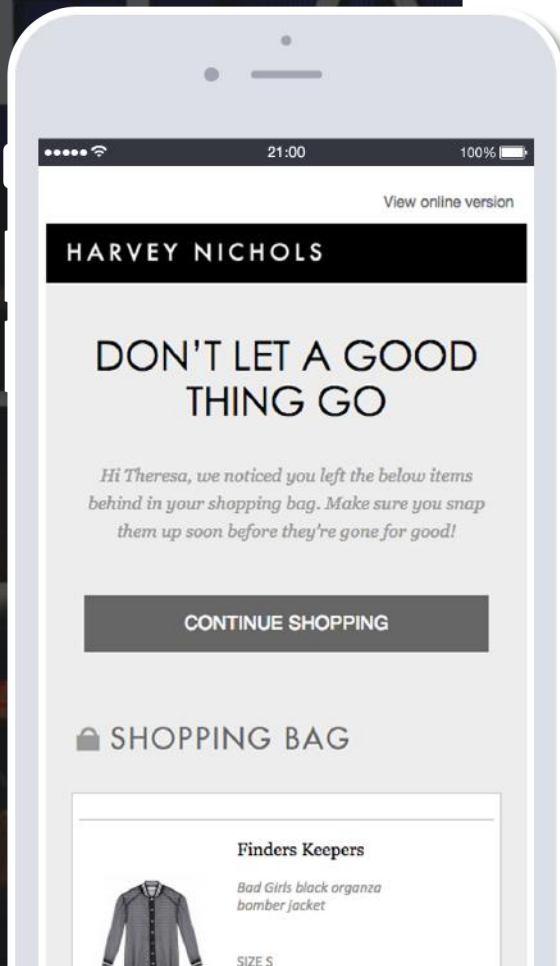 21:00
100%
View online version
HARVEY NICHOLS
DON'T LET A GOOD
THING GO
Hi Theresa, we noticed you left the below items
behind in your shopping bag. Make sure you snap
them up soon before they're gone for good!
CONTINUE SHOPPING
SHOPPING BAG
Finders Keepers
Bad Girls black organza
bomber jacket
SIZE S